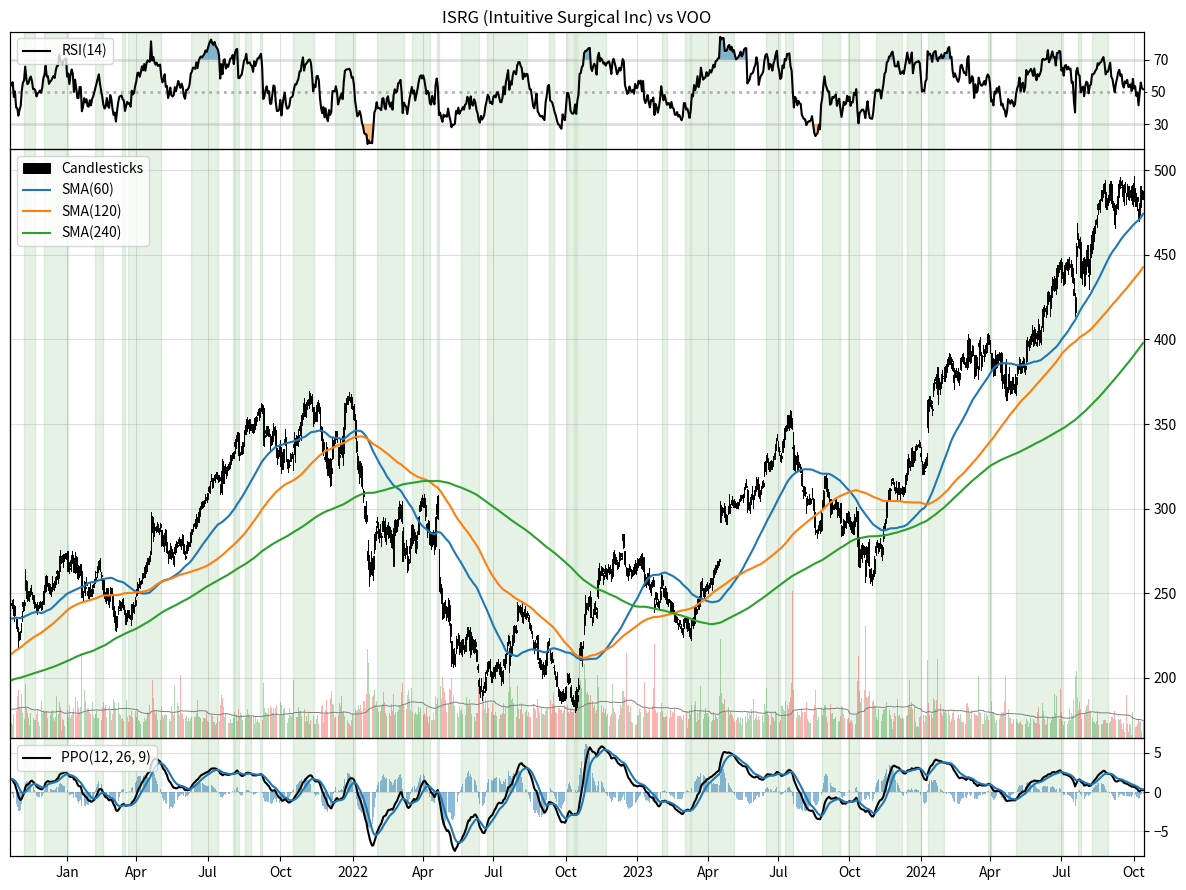 ISRG (Intuitive Surgical Inc) vs VOO
RSI(14)
70
50
30
Candlesticks
SMA(60)
SMA(120)
SMA(240)
500
450
400
350
300
250
200
PPO(12, 26, 9)
5
0
−5
Jan Apr Jul Oct 2022 Apr Jul Oct 2023 Apr Jul Oct 2024 Apr Jul Oct